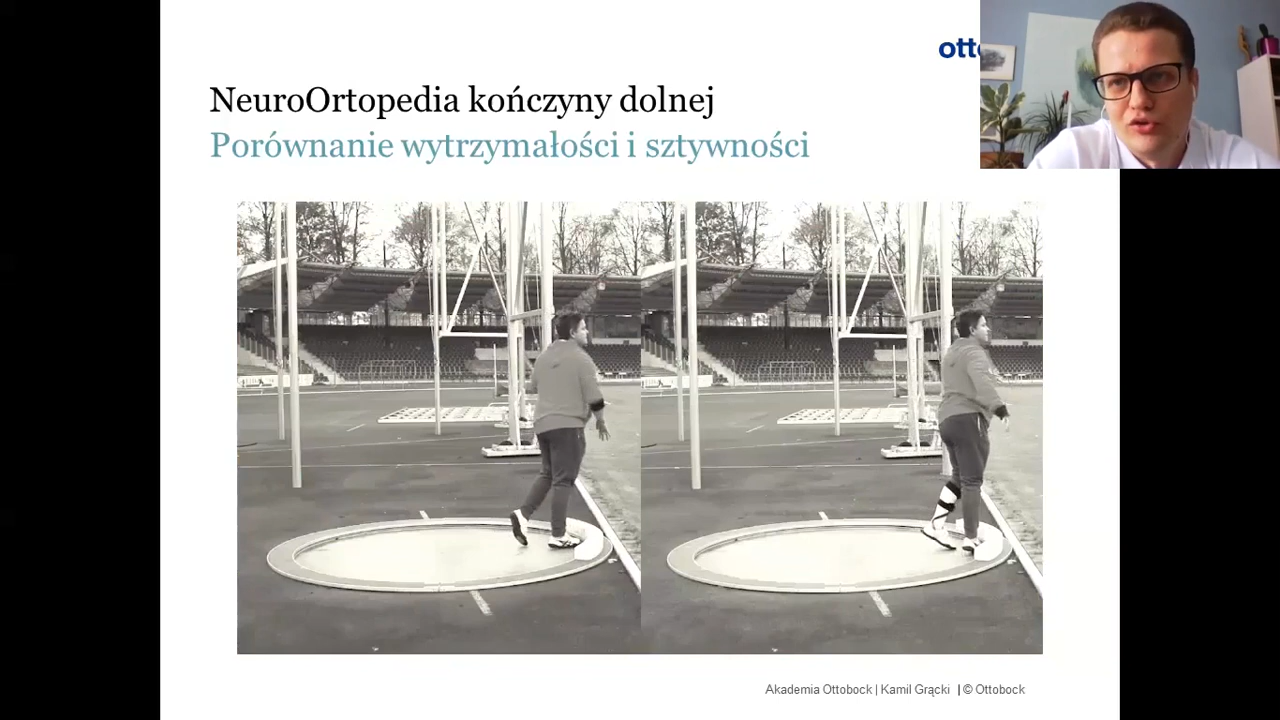 NeuroOrtopedia kończyny dolnej
Porównanie wytrzymałości i sztywności
Akademia Ottobock | Kamil Grącki | © Ottobock